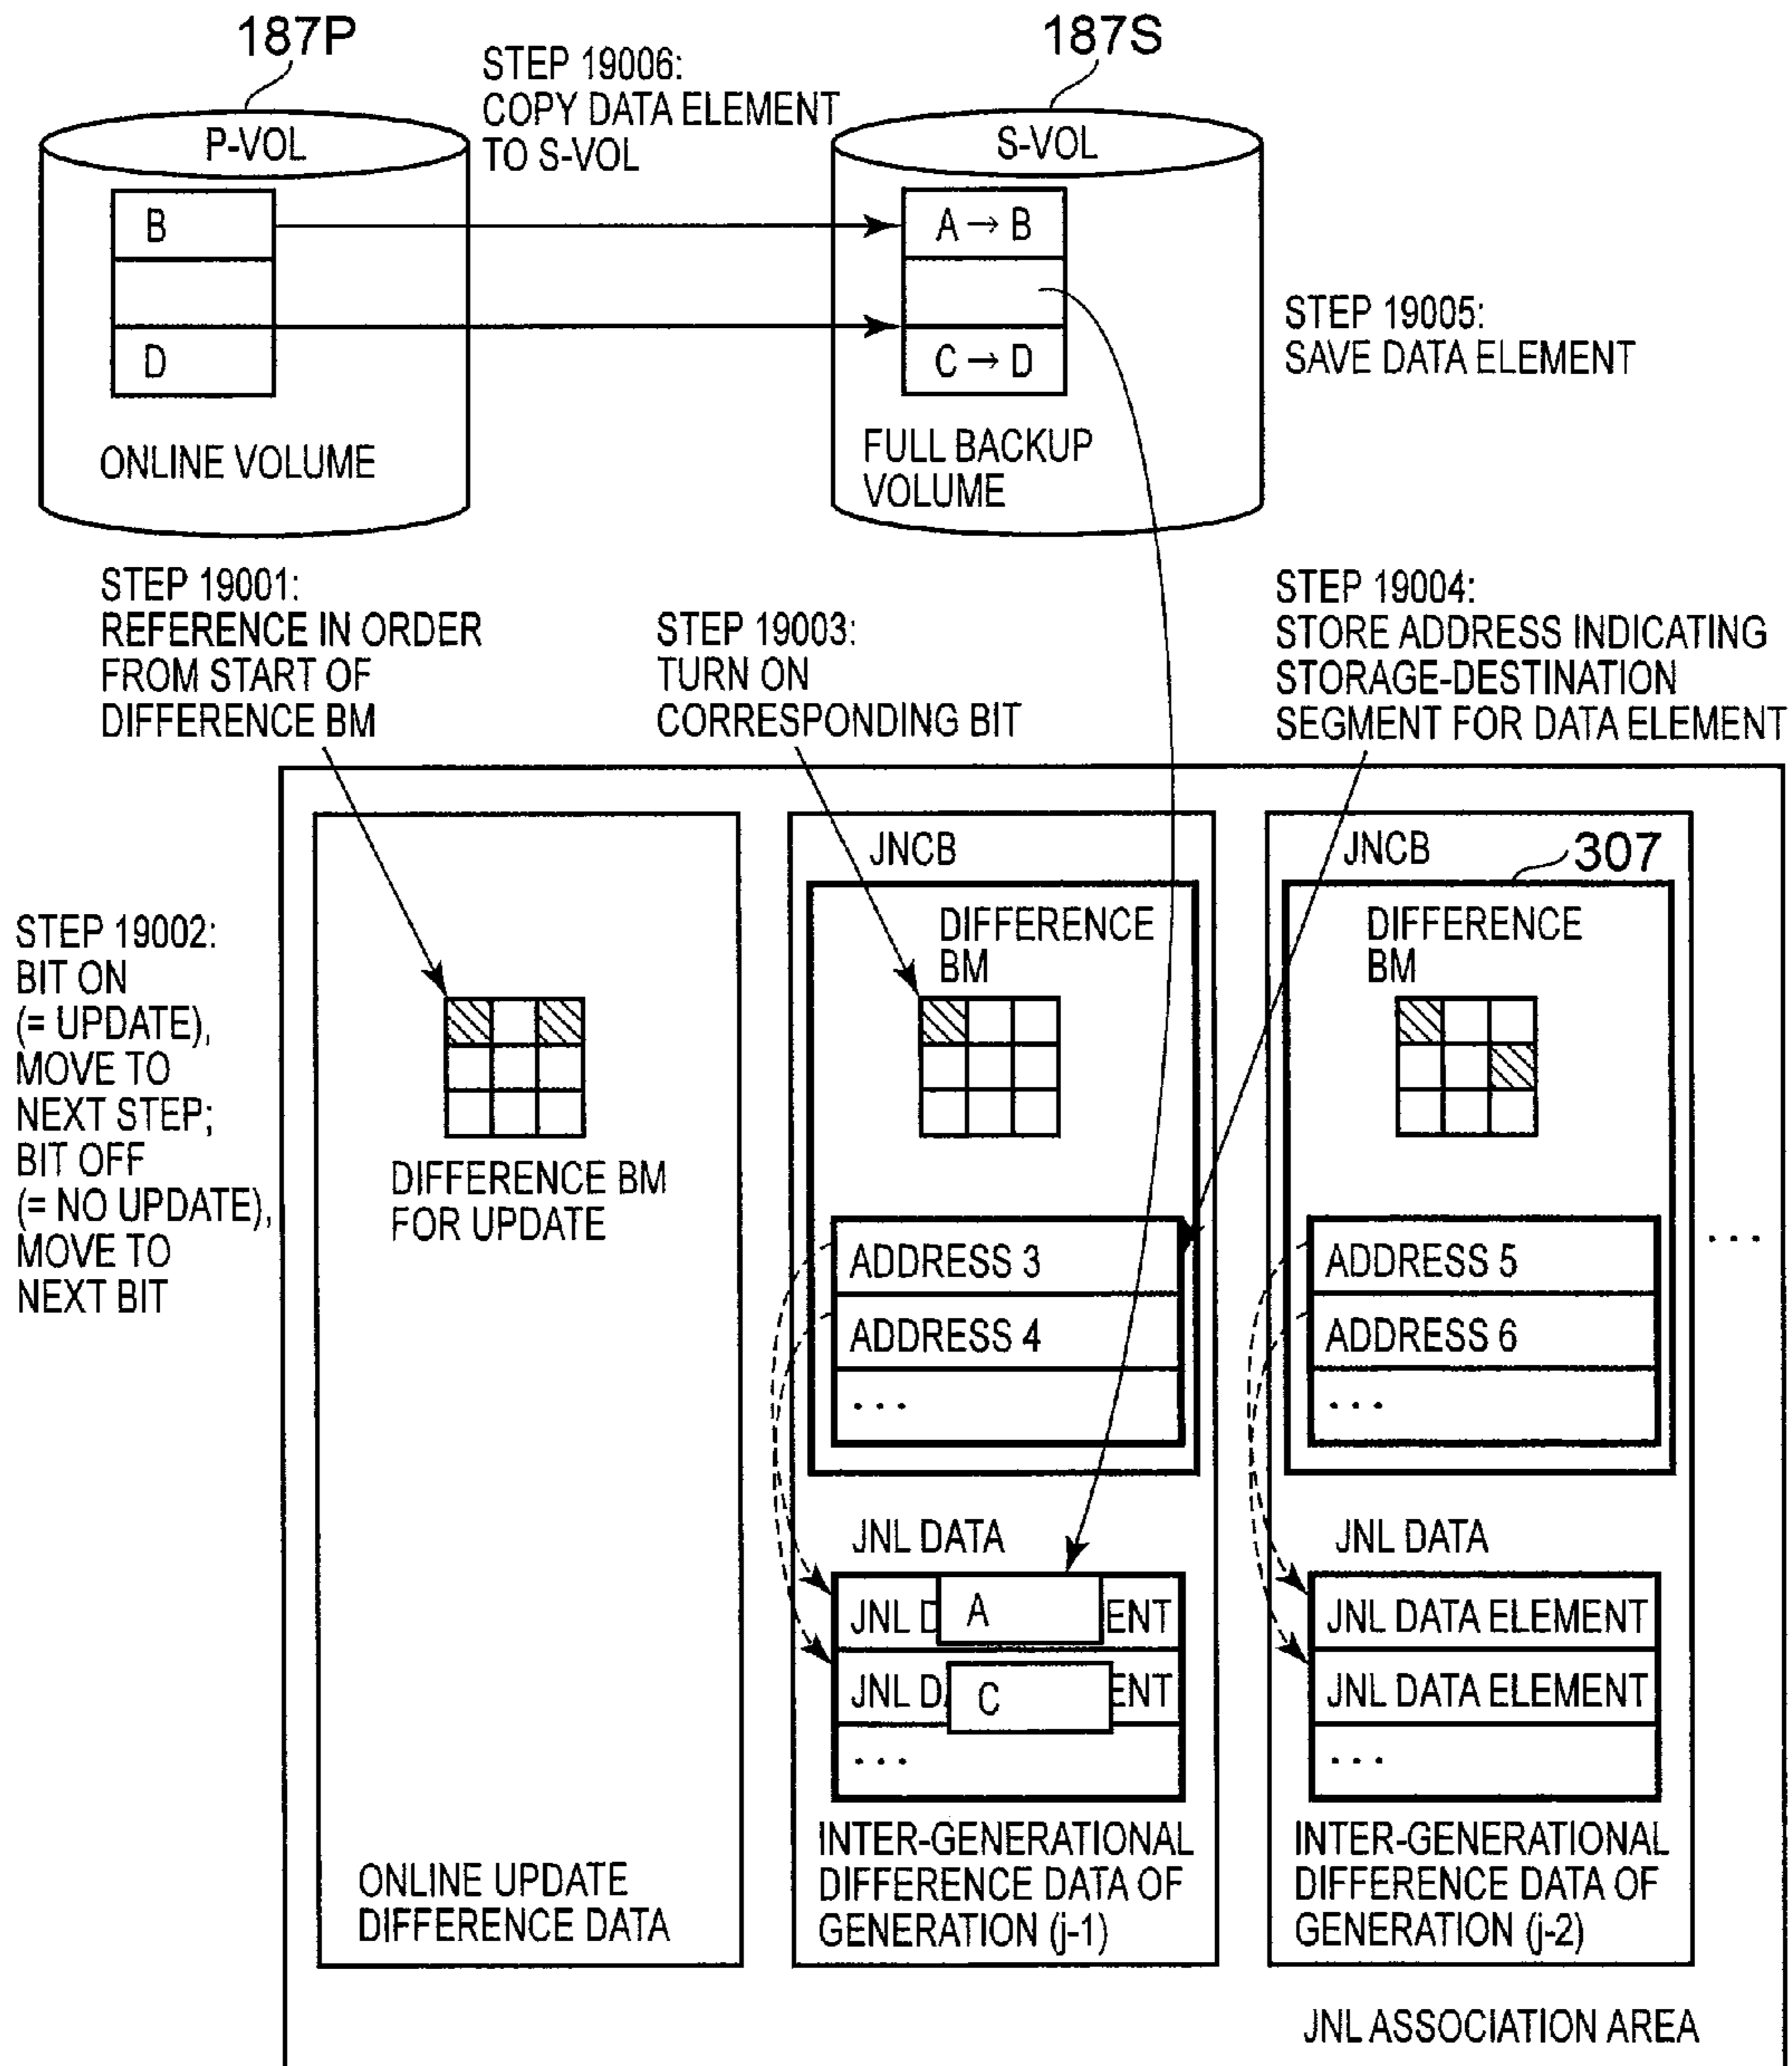 187P
187S
STEP 19006:
COPY DATA ELEMENT
TO S-VOL
P-VOL
S-VOL
B
A → B
D
C → D
STEP 19005:
SAVE DATA ELEMENT
ONLINE VOLUME
FULL BACKUP
VOLUME
STEP 19001:
REFERENCE IN ORDER
FROM START OF
DIFFERENCE BM
STEP 19003:
TURN ON
CORRESPONDING BIT
STEP 19004:
STORE ADDRESS INDICATING
STORAGE-DESTINATION
SEGMENT FOR DATA ELEMENT
STEP 19002:
BIT ON
(= UPDATE),
MOVE TO
NEXT STEP;
BIT OFF
(= NO UPDATE),
MOVE TO
NEXT BIT
DIFFERENCE BM
FOR UPDATE
ONLINE UPDATE
DIFFERENCE DATA
JNCB
DIFFERENCE
BM
ADDRESS 3
ADDRESS 4
...
JNL DATA
JNL D A ENT
JNL DA C ENT
...
INTER-GENERATIONAL
DIFFERENCE DATA OF
GENERATION (j-1)
JNCB
307
DIFFERENCE
BM
ADDRESS 5
ADDRESS 6
...
JNL DATA
JNL DATA ELEMENT
JNL DATA ELEMENT
...
INTER-GENERATIONAL
DIFFERENCE DATA OF
GENERATION (j-2)
...
JNL ASSOCIATION AREA